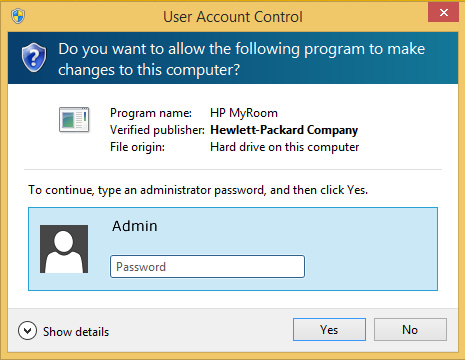 User Account Control
Do you want to allow the following program to make
changes to this computer?
Program name: HP MyRoom
Verified publisher: Hewlett-Packard Company
File origin: Hard drive on this computer
To continue, type an administrator password, and then click Yes.
Admin
Password
Show details
Yes
No